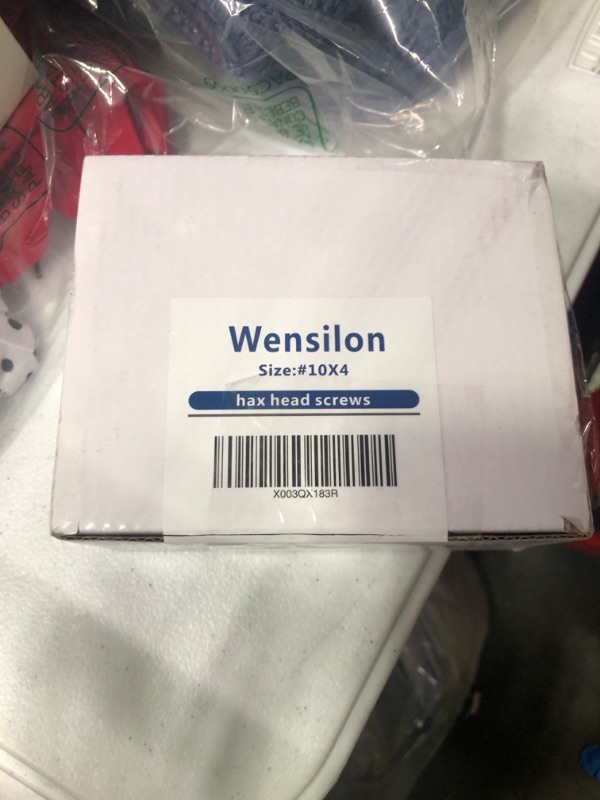 Wensilon
Size:#10X4
hax head screws
X003QX183R